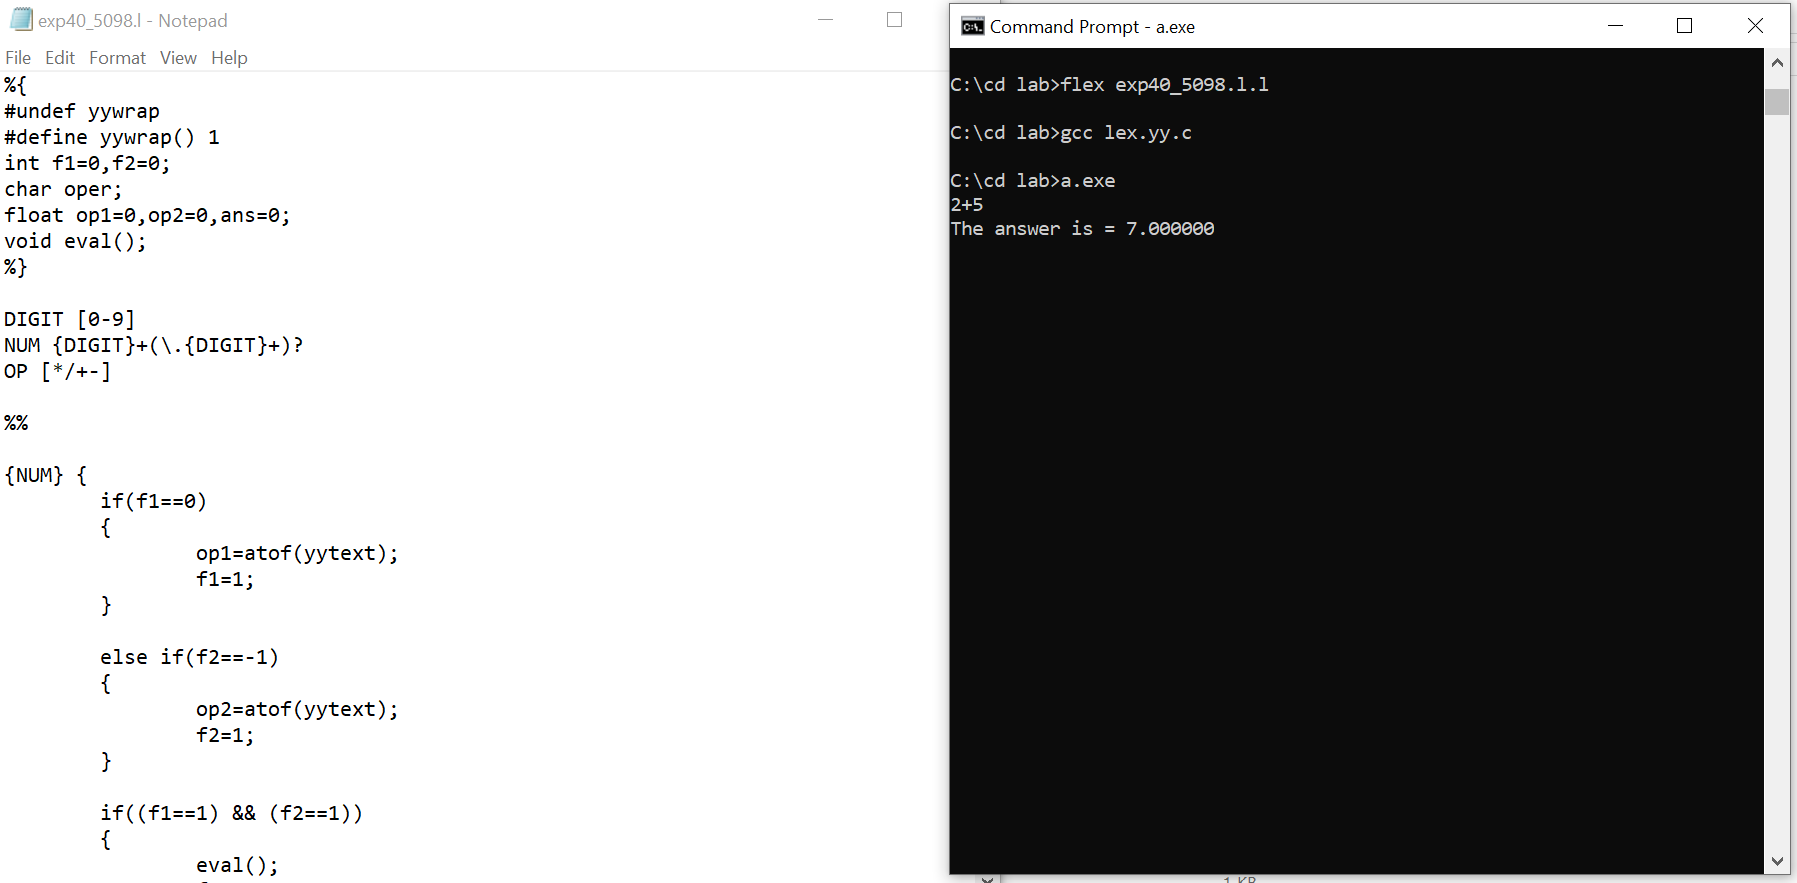 exp40_5098.l - Notepad
File Edit Format View Help
%{
#undef yywrap
#define yywrap() 1
int f1=0,f2=0;
char oper;
float op1=0,op2=0,ans=0;
void eval();
%}
DIGIT [0-9]
NUM {DIGIT}+(\.{DIGIT}+)?
OP [*/+-]
%%
{NUM} {
if(f1==0)
{
op1=atof(yytext);
f1=1;
}
else if(f2==-1)
{
op2=atof(yytext);
f2=1;
}
if((f1==1) && (f2==1))
{
eval();
Command Prompt - a.exe
C:\cd lab>flex exp40_5098.l.l
C:\cd lab>gcc lex.yy.c
C:\cd lab>a.exe
2+5
The answer is = 7.000000
1 KB